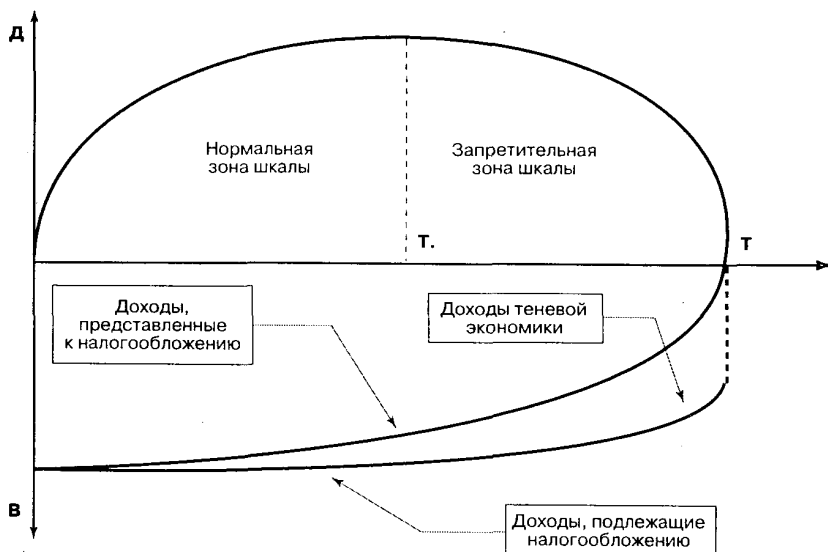 Д
Нормальная
зона шкалы
Запретительная
зона шкалы
Т.
Т
Доходы,
представленные
к налогообложению
Доходы теневой
экономики
В
Доходы, подлежащие
налогообложению